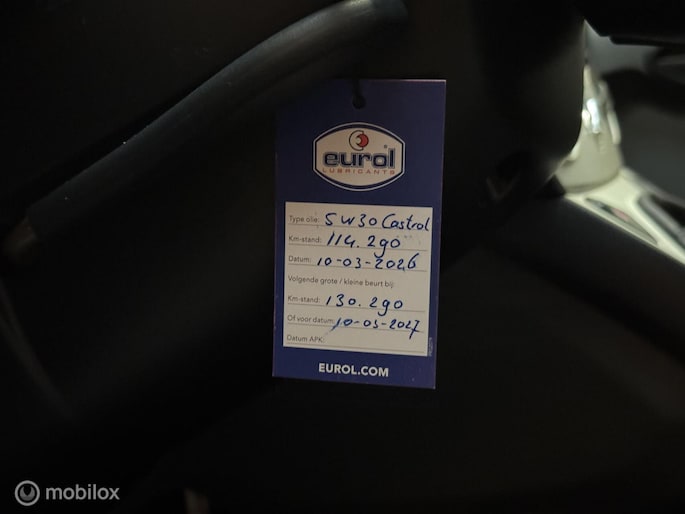 eurol®
LUBRICANTS
Type olie: 5W30 Castrol
Km-stand: 114.290
Datum: 10-03-2026
Volgende grote / kleine beurt bij:
Km-stand: 130.290
Of voor datum: 10-03-2027
Datum APK:
EUROL.COM
mobilox